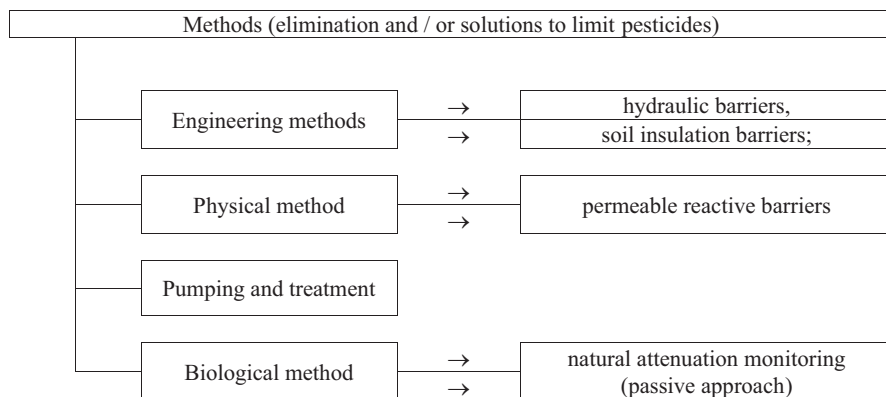 Methods (elimination and / or solutions to limit pesticides)
Engineering methods
→
→
hydraulic barriers,
soil insulation barriers;
Physical method
→
→
permeable reactive barriers
Pumping and treatment
Biological method
→
→
natural attenuation monitoring
(passive approach)